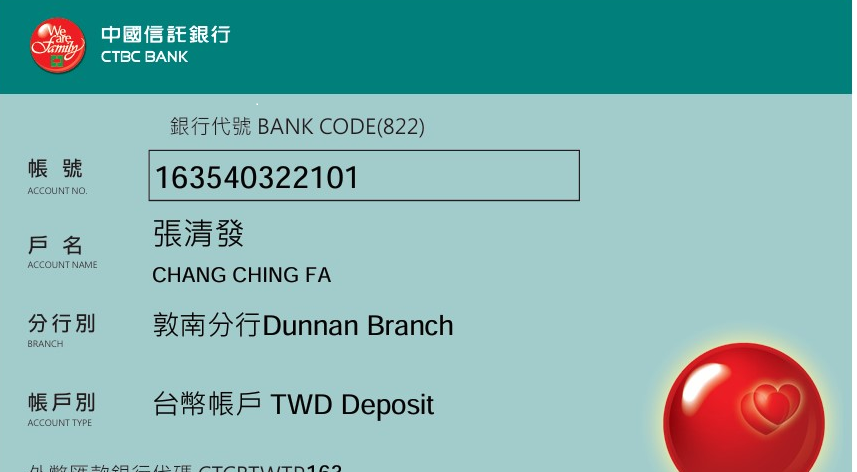 We are Family
中國信託銀行
CTBC BANK
銀行代號 BANK CODE(822)
帳 號 163540322101
ACCOUNT NO.
戶 名 張清發
ACCOUNT NAME CHANG CHING FA
分行別 敦南分行Dunnan Branch
BRANCH
帳戶別 台幣帳戶 TWD Deposit
ACCOUNT TYPE
外幣匯款銀行代碼 CTCBTWTP163